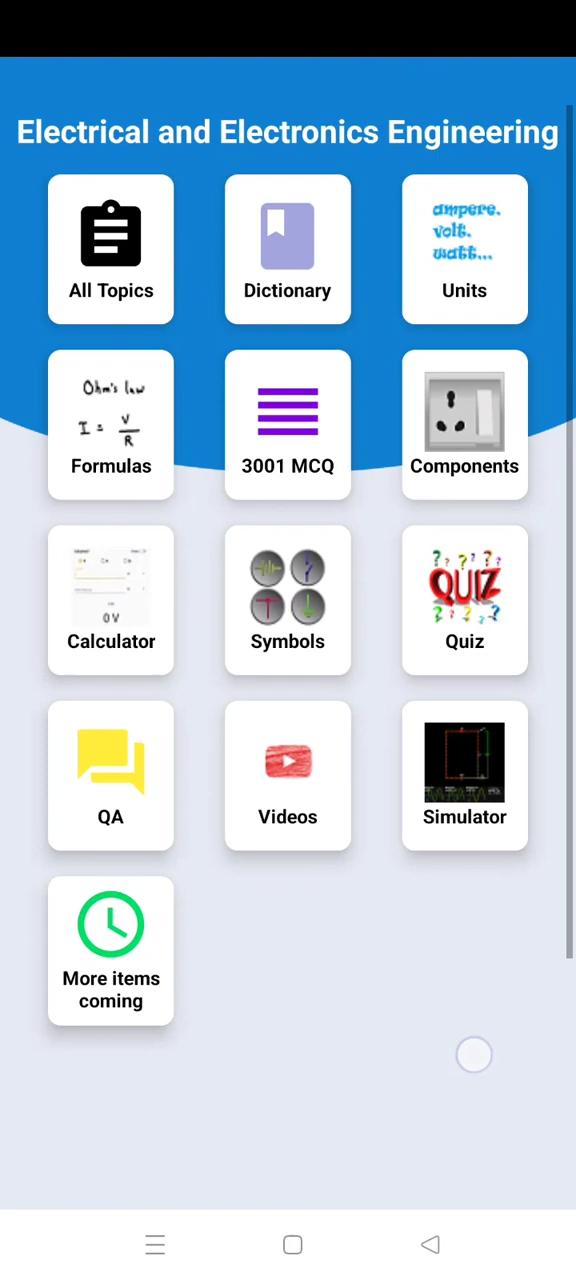 Electrical and Electronics Engineering
All Topics
Dictionary
ampere.
volt.
watt...
Units
Ohm's law
I = V
R
Formulas
3001 MCQ
Components
0 V
Calculator
Symbols
QUIZ
Quiz
QA
Videos
Simulator
More items
coming